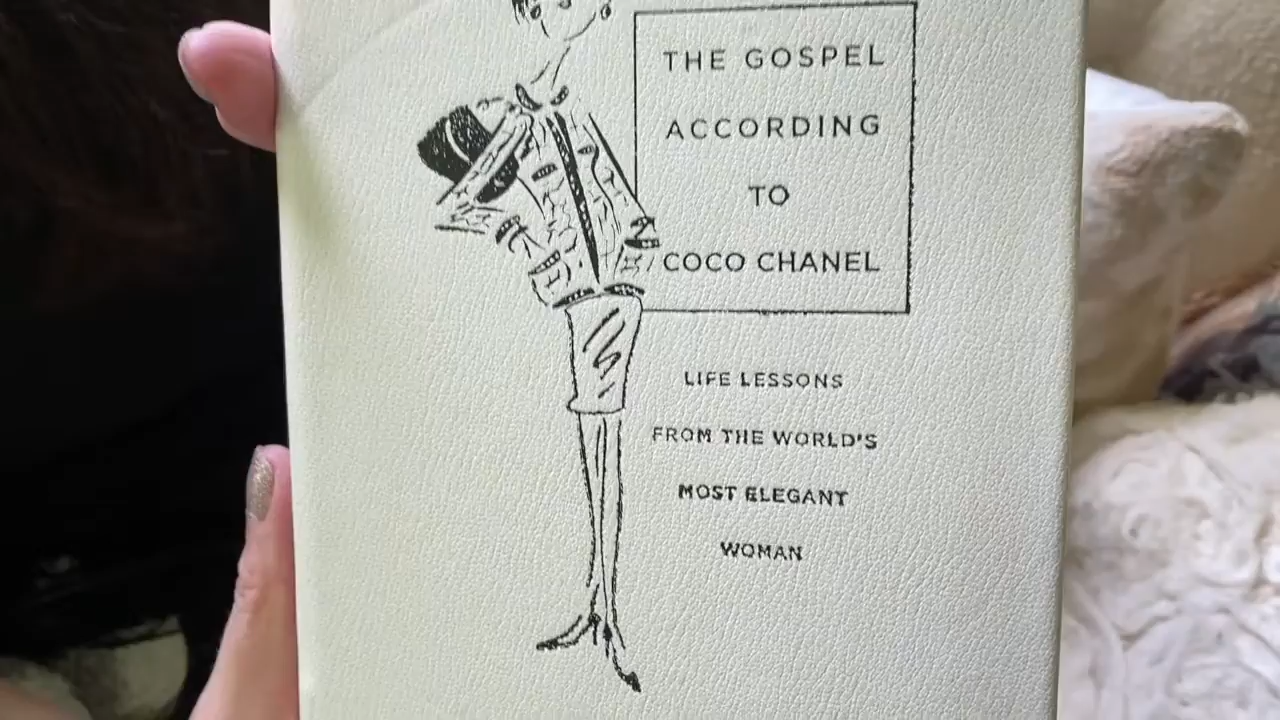 THE GOSPEL
ACCORDING
TO
COCO CHANEL
LIFE LESSONS
FROM THE WORLD'S
MOST ELEGANT
WOMAN